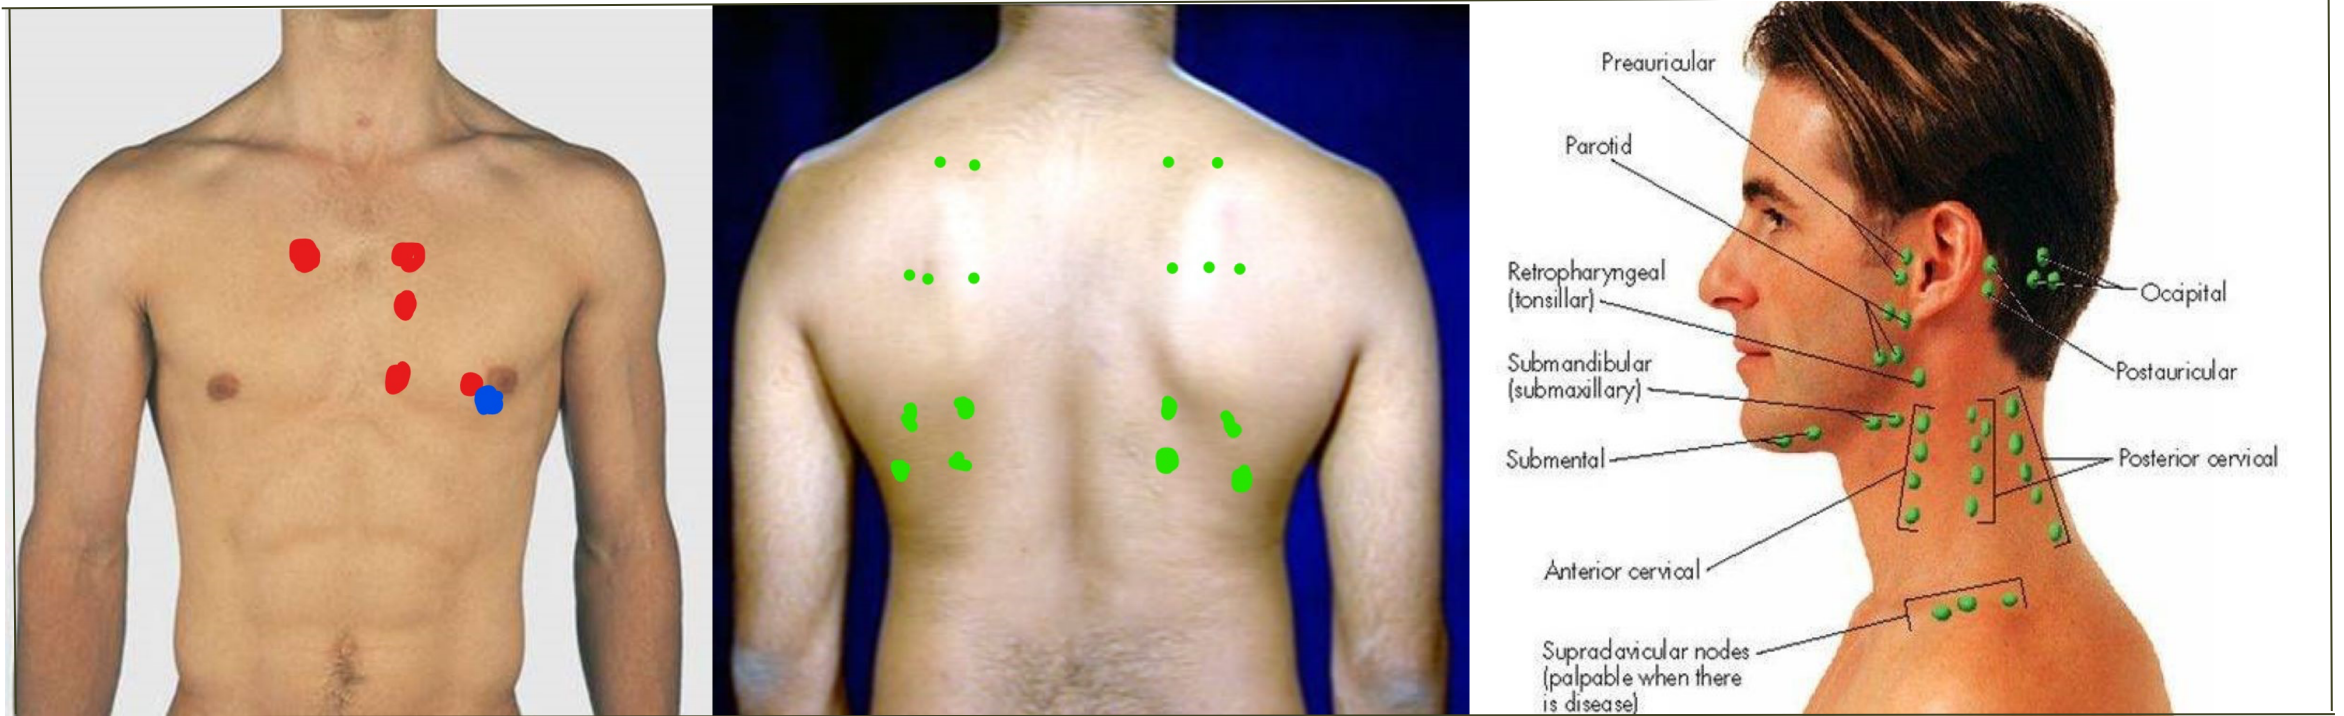 Preauricular
Parotid
Retropharyngeal
(tonsillar)
Submandibular
(submaxillary)
Submental
Anterior cervical
Supraclavicular nodes
(palpable when there
is disease)
Occipital
Postauricular
Posterior cervical